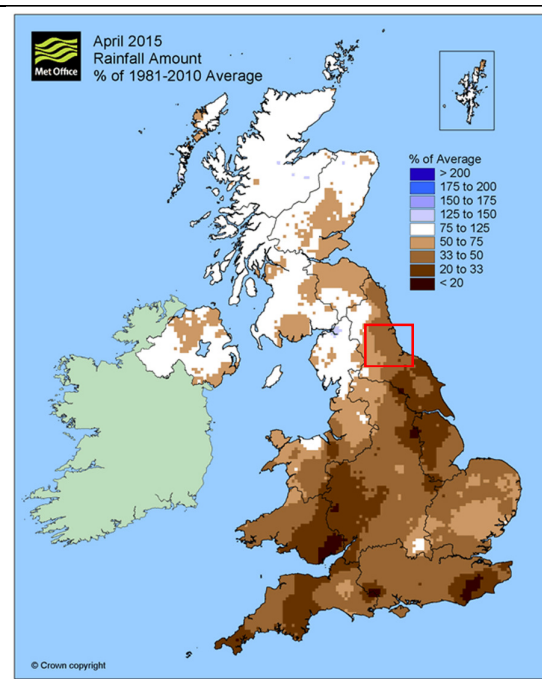 Met Office
April 2015
Rainfall Amount
% of 1981-2010 Average
% of Average
> 200
175 to 200
150 to 175
125 to 150
75 to 125
50 to 75
33 to 50
20 to 33
< 20
© Crown copyright